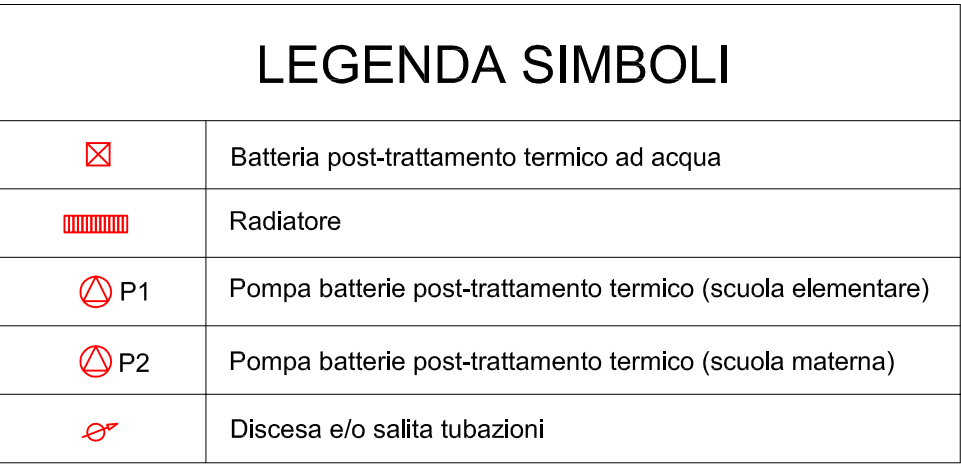 LEGENDA SIMBOLI
Batteria post-trattamento termico ad acqua
Radiatore
P1 Pompa batterie post-trattamento termico (scuola elementare)
P2 Pompa batterie post-trattamento termico (scuola materna)
Discesa e/o salita tubazioni